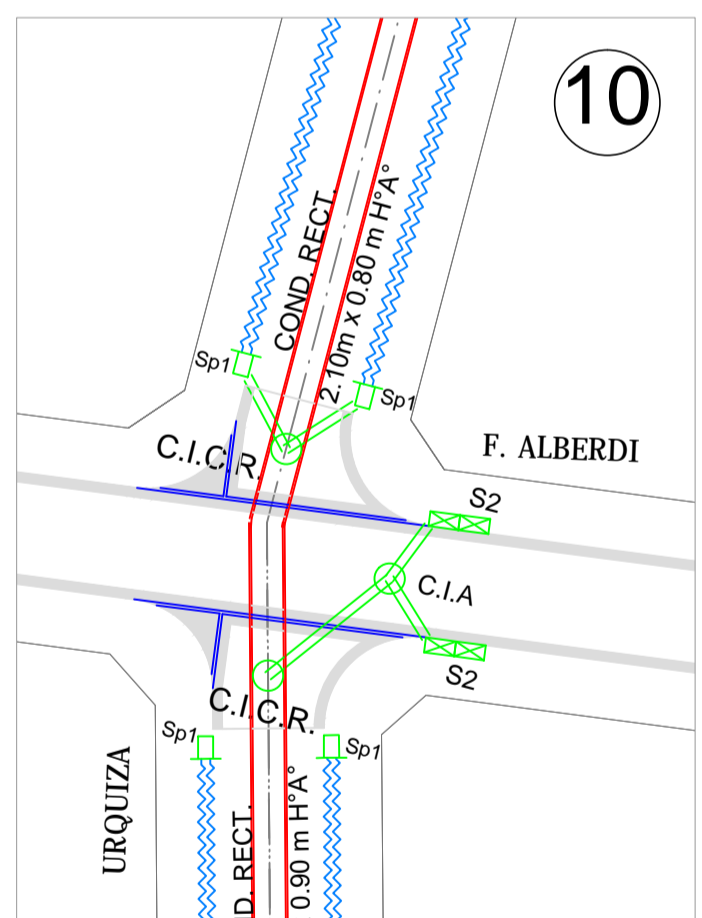 10
COND. RECT.
2.10m x 0.80 m H°A°
Sp1
Sp1
C.I.C.R.
F. ALBERDI
S2
C.I.A
S2
C.I.C.R.
Sp1
Sp1
URQUIZA
D. RECT.
0.90 m H°A°